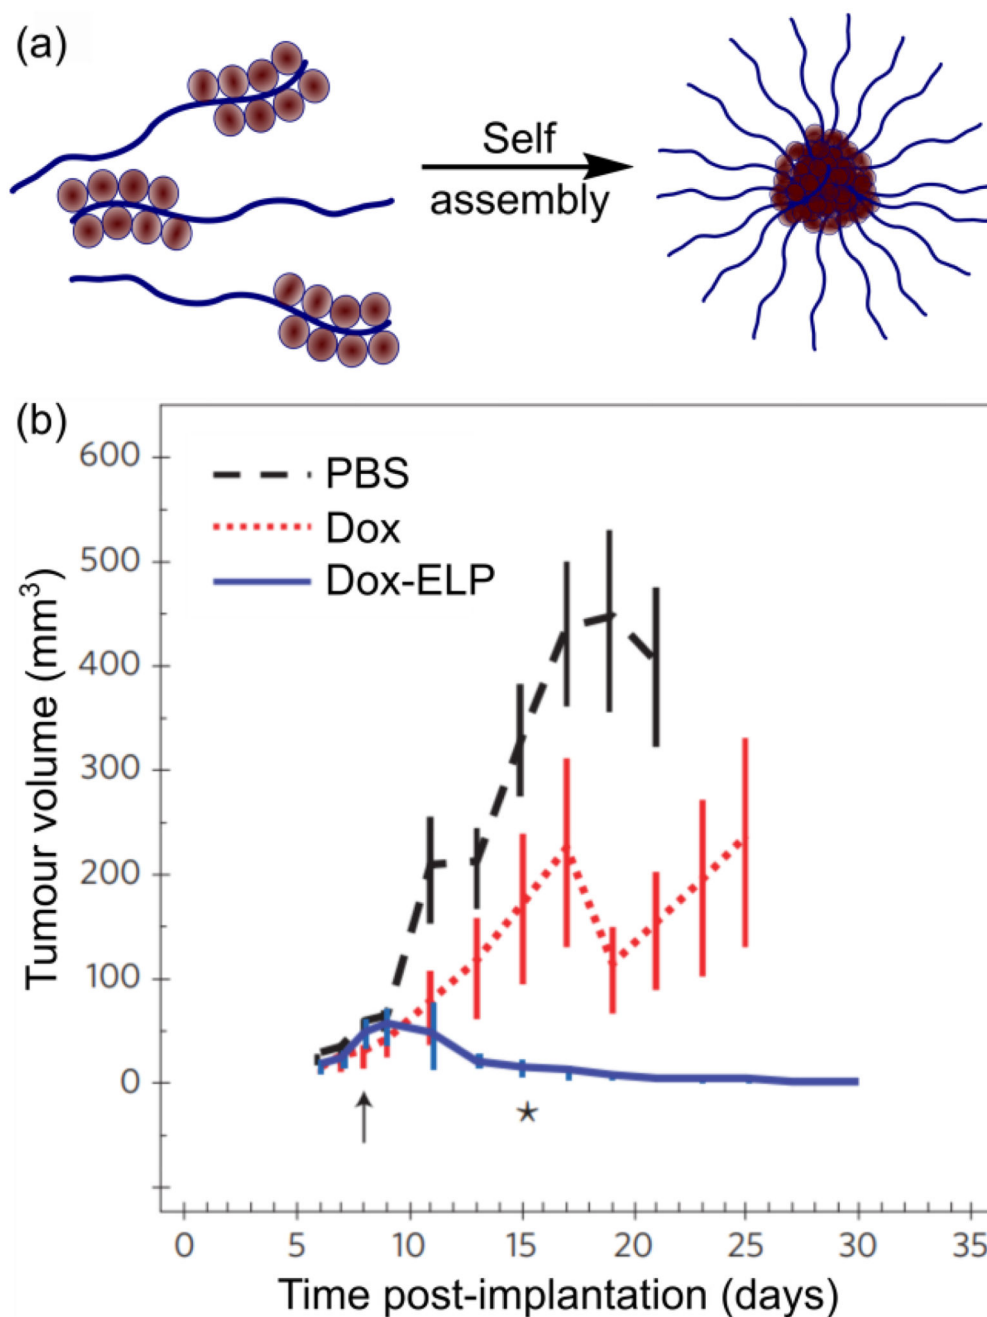 (a)
Self
assembly
(b)
600
500
400
300
200
100
0
Tumour volume (mm³)
PBS
Dox
Dox-ELP
0 5 10 15 20 25 30 35
Time post-implantation (days)